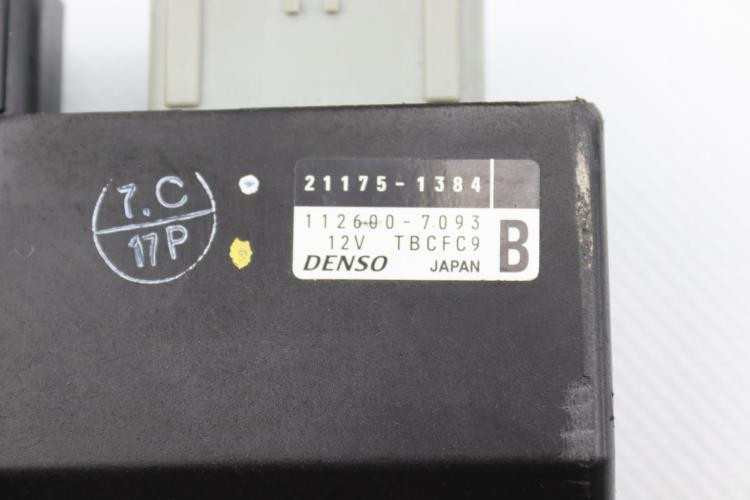 7.C
17P
21175-1384
112600-7093
12V TBCFC9
DENSO JAPAN
B